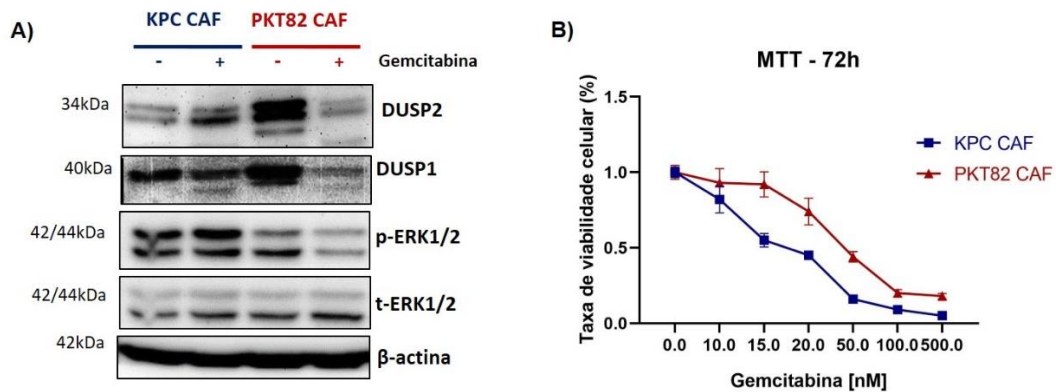 A)
KPC CAF PKT82 CAF
- + - + Gemcitabina
34kDa DUSP2
40kDa DUSP1
42/44kDa p-ERK1/2
42/44kDa t-ERK1/2
42kDa β-actina
B)
MTT - 72h
Taxa de viabilidade celular (%)
1.5
1.0
0.5
0.0
0.0 10.0 15.0 20.0 50.0 100.0 500.0
Gemcitabina [nM]
KPC CAF
PKT82 CAF